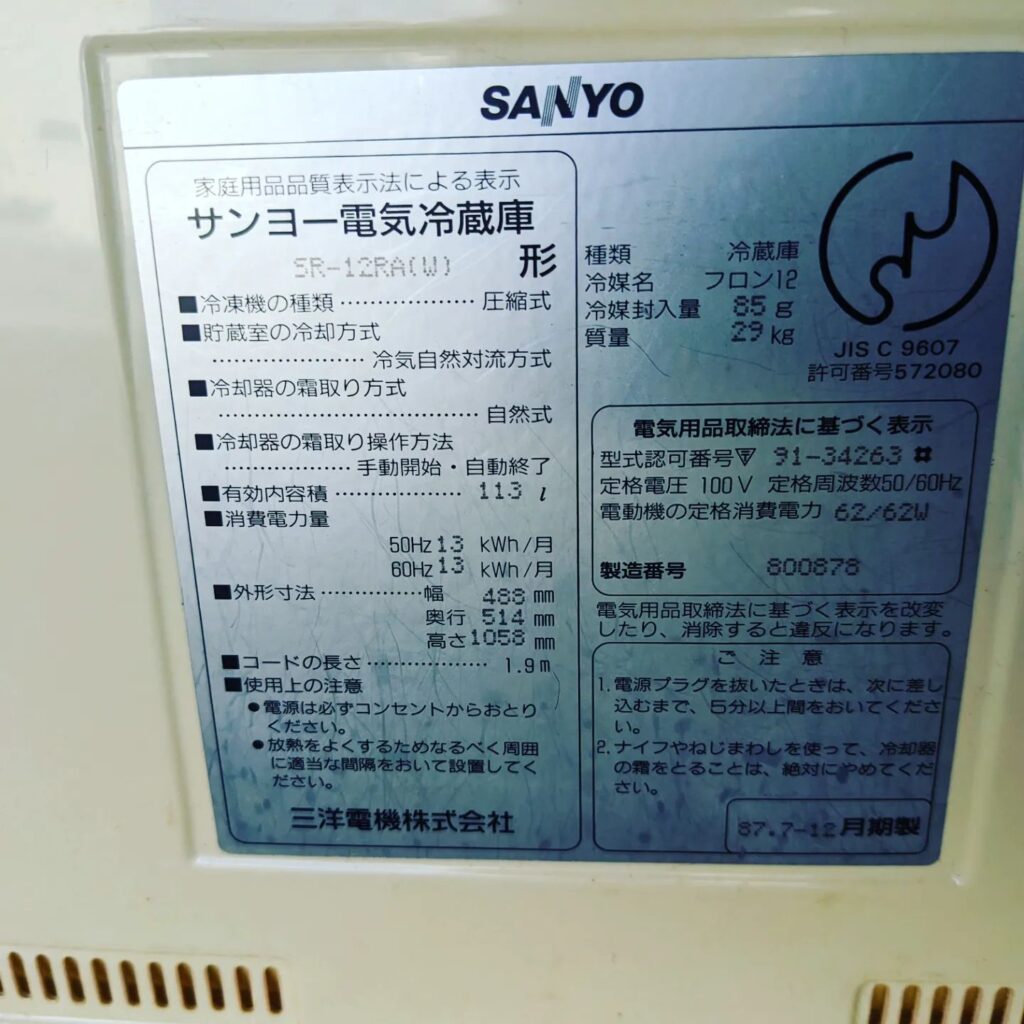 SANYO
家庭用品品質表示法による表示
サンヨー電気冷蔵庫
SR-12RA(W) 形
■冷凍機の種類……………… 圧縮式
■貯蔵室の冷却方式
……………… 冷気自然対流方式
■冷却器の霜取り方式
………………………… 自然式
■冷却器の霜取り操作方法
…………… 手動開始・自動終了
■有効内容積…………… 113 ℓ
■消費電力量
50Hz 13 kWh/月
60Hz 13 kWh/月
■外形寸法…………幅 488 mm
奥行 514 mm
高さ 1058 mm
■コードの長さ…………… 1.9m
■使用上の注意
●電源は必ずコンセントからおとり
ください。
●放熱をよくするためなるべく周囲
に適当な間隔をおいて設置してく
ださい。
三洋電機株式会社
種類 冷蔵庫
冷媒名 フロン12
冷媒封入量 85 g
質量 29 kg
JIS C 9607
許可番号572080
電気用品取締法に基づく表示
型式認可番号 91-34263
定格電圧 100V 定格周波数50/60Hz
電動機の定格消費電力 62/62W
製造番号 800878
電気用品取締法に基づく表示を改変
したり、消除すると違反になります。
ご注意
1.電源プラグを抜いたときは、次に差し
込むまで、5分以上間をおいてくださ
い。
2.ナイフやねじまわしを使って、冷却器
の霜をとることは、絶対にやめてくだ
さい。
87.7-12月期製